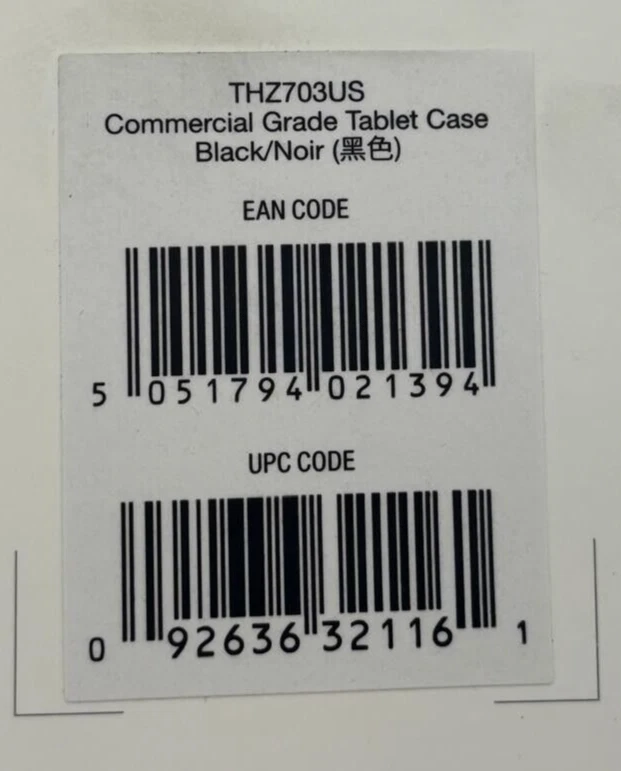 THZ703US
Commercial Grade Tablet Case
Black/Noir (黑色)
EAN CODE
5 051794 021394
UPC CODE
0 92636 32116 1